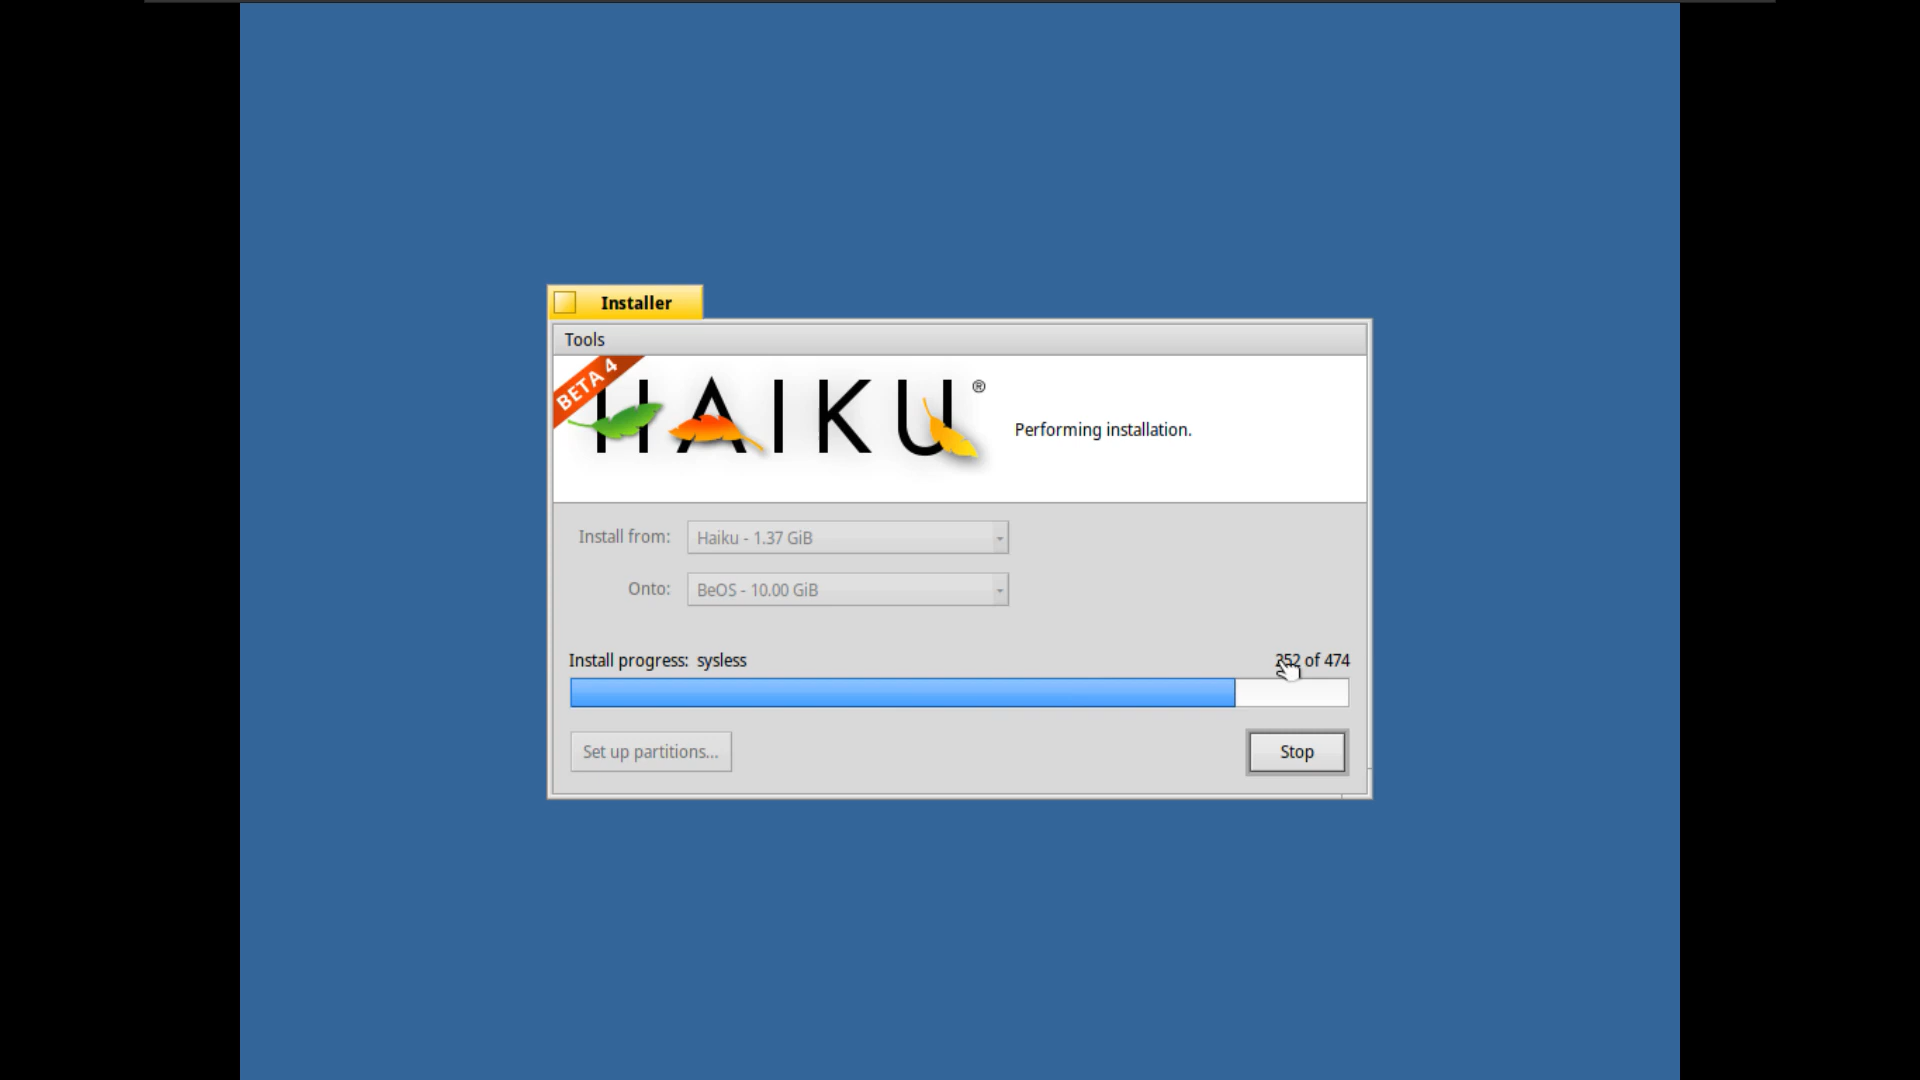 Installer
Tools
BETA 4
HAIKU®
Performing installation.
Install from: Haiku - 1.37 GiB
Onto: BeOS - 10.00 GiB
Install progress: sysless
252 of 474
Set up partitions...
Stop